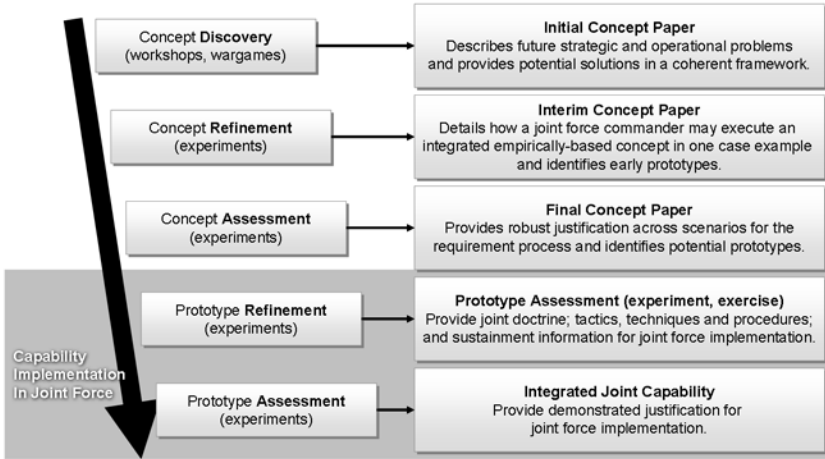 Concept Discovery
(workshops, wargames)
Initial Concept Paper
Describes future strategic and operational problems
and provides potential solutions in a coherent framework.
Concept Refinement
(experiments)
Interim Concept Paper
Details how a joint force commander may execute an
integrated empirically-based concept in one case example
and identifies early prototypes.
Concept Assessment
(experiments)
Final Concept Paper
Provides robust justification across scenarios for the
requirement process and identifies potential prototypes.
Prototype Refinement
(experiments)
Prototype Assessment (experiment, exercise)
Provide joint doctrine; tactics, techniques and procedures;
and sustainment information for joint force implementation.
Capability
Implementation
In Joint Force
Prototype Assessment
(experiments)
Integrated Joint Capability
Provide demonstrated justification for
joint force implementation.